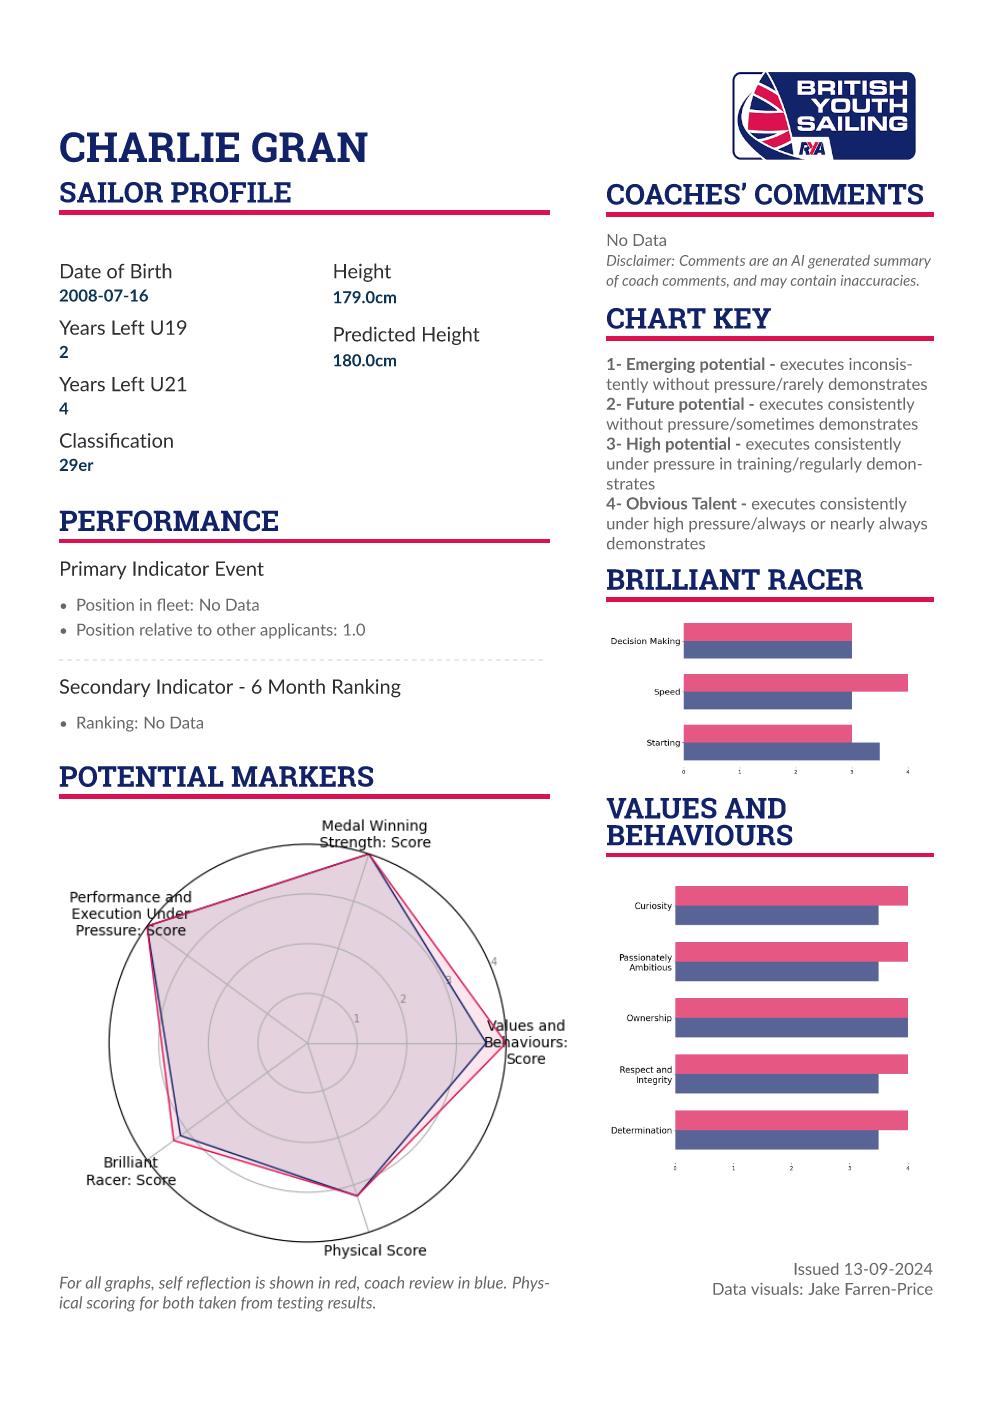 BRITISH
YOUTH
SAILING
RYA
CHARLIE GRAN
SAILOR PROFILE
Date of Birth
2008-07-16
Years Left U19
2
Years Left U21
4
Classification
29er
Height
179.0cm
Predicted Height
180.0cm
PERFORMANCE
Primary Indicator Event
• Position in fleet: No Data
• Position relative to other applicants: 1.0
Secondary Indicator - 6 Month Ranking
• Ranking: No Data
POTENTIAL MARKERS
Medal Winning
Strength: Score
Performance and
Execution Under
Pressure: Score
4
3
2
1
Values and
Behaviours:
Score
Brilliant
Racer: Score
Physical Score
For all graphs, self reflection is shown in red, coach review in blue. Phys-
ical scoring for both taken from testing results.
COACHES’ COMMENTS
No Data
Disclaimer: Comments are an AI generated summary
of coach comments, and may contain inaccuracies.
CHART KEY
1- Emerging potential - executes inconsis-
tently without pressure/rarely demonstrates
2- Future potential - executes consistently
without pressure/sometimes demonstrates
3- High potential - executes consistently
under pressure in training/regularly demon-
strates
4- Obvious Talent - executes consistently
under high pressure/always or nearly always
demonstrates
BRILLIANT RACER
Decision Making
Speed
Starting
0 1 2 3 4
VALUES AND
BEHAVIOURS
Curiosity
Passionately
Ambitious
Ownership
Respect and
Integrity
Determination
0 1 2 3 4
Issued 13-09-2024
Data visuals: Jake Farren-Price